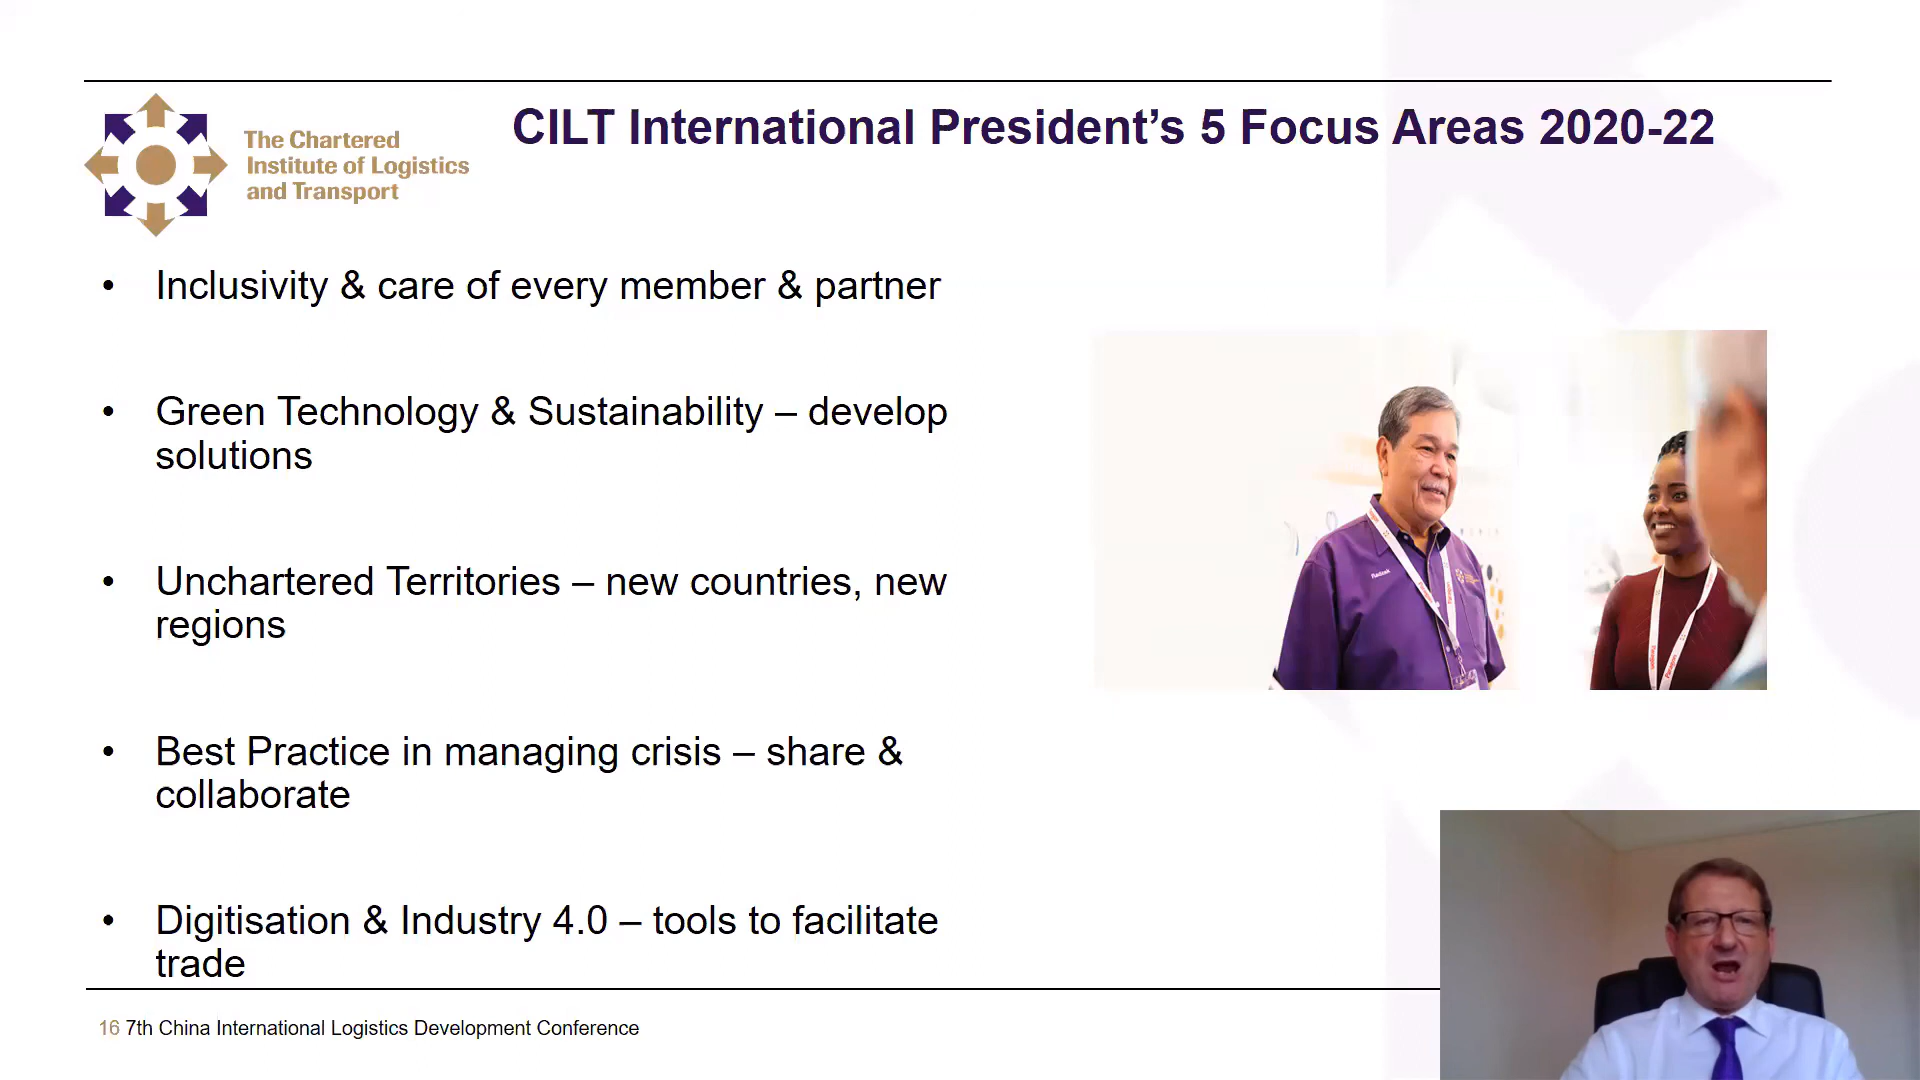 The Chartered
Institute of Logistics
and Transport
CILT International President’s 5 Focus Areas 2020-22
• Inclusivity & care of every member & partner
• Green Technology & Sustainability – develop
solutions
• Unchartered Territories – new countries, new
regions
• Best Practice in managing crisis – share &
collaborate
• Digitisation & Industry 4.0 – tools to facilitate
trade
Radzak
16 7th China International Logistics Development Conference